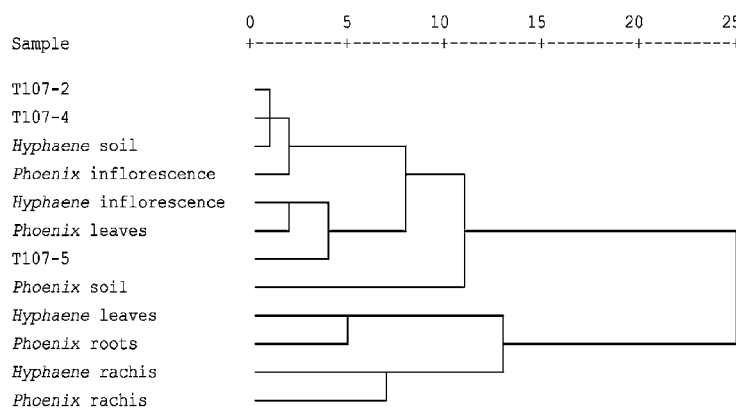 0 5 10 15 20 25
Sample
T107-2
T107-4
Hyphaene soil
Phoenix inflorescence
Hyphaene inflorescence
Phoenix leaves
T107-5
Phoenix soil
Hyphaene leaves
Phoenix roots
Hyphaene rachis
Phoenix rachis